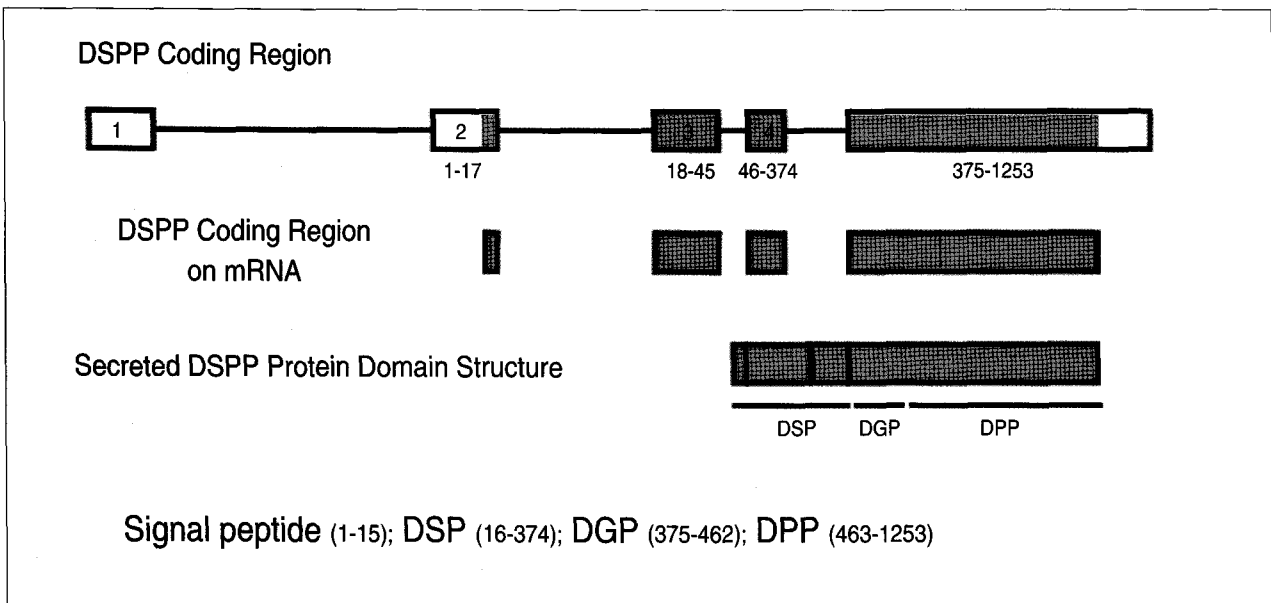 DSPP Coding Region
1
2
3
4
1-17
18-45
46-374
375-1253
DSPP Coding Region
on mRNA
Secreted DSPP Protein Domain Structure
DSP
DGP
DPP
Signal peptide (1-15); DSP (16-374); DGP (375-462); DPP (463-1253)